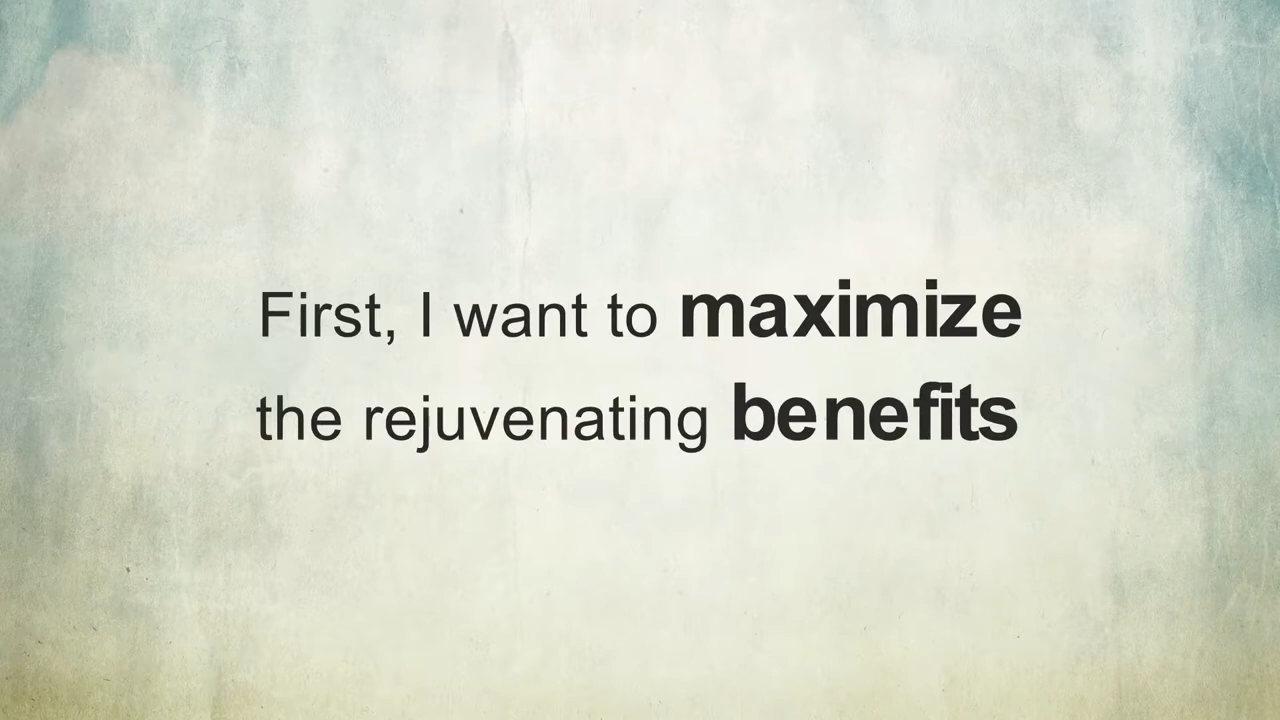 First, I want to maximize
the rejuvenating benefits